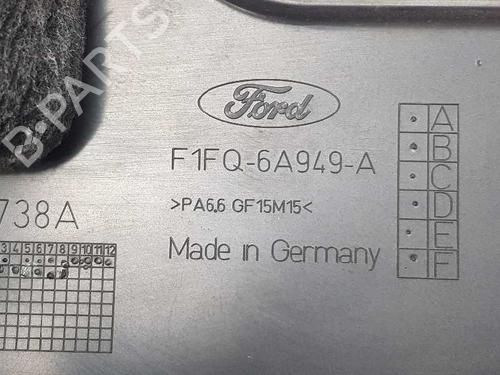 B-PARTS
Ford
F1FQ-6A949-A
>PA6.6 GF15M15<
Made in Germany
738A
3 4 5 6 7 8 9 10 11 12
A
B
C
D
E
F